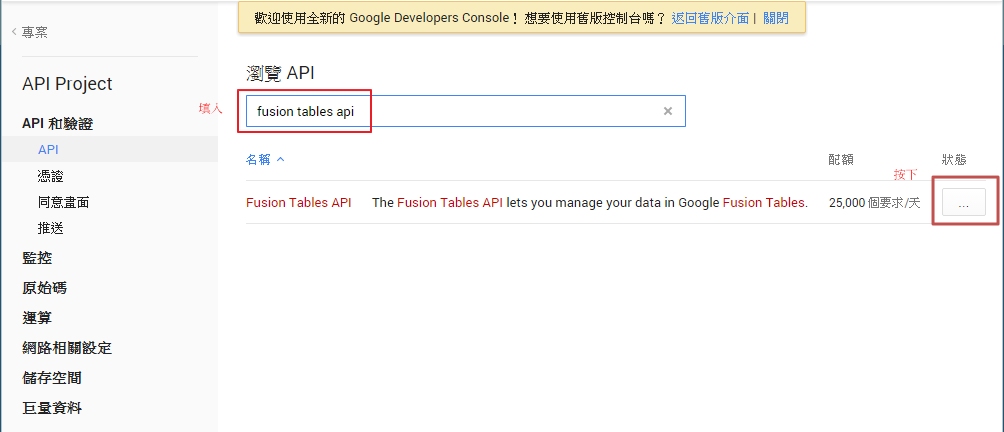 歡迎使用全新的 Google Developers Console！ 想要使用舊版控制台嗎？ 返回舊版介面 | 關閉
專案
API Project
API 和驗證
API
憑證
同意畫面
推送
監控
原始碼
運算
網路相關設定
儲存空間
巨量資料
瀏覽 API
填入
fusion tables api ×
名稱 配額 狀態
按下
Fusion Tables API The Fusion Tables API lets you manage your data in Google Fusion Tables. 25,000 個要求/天 ...